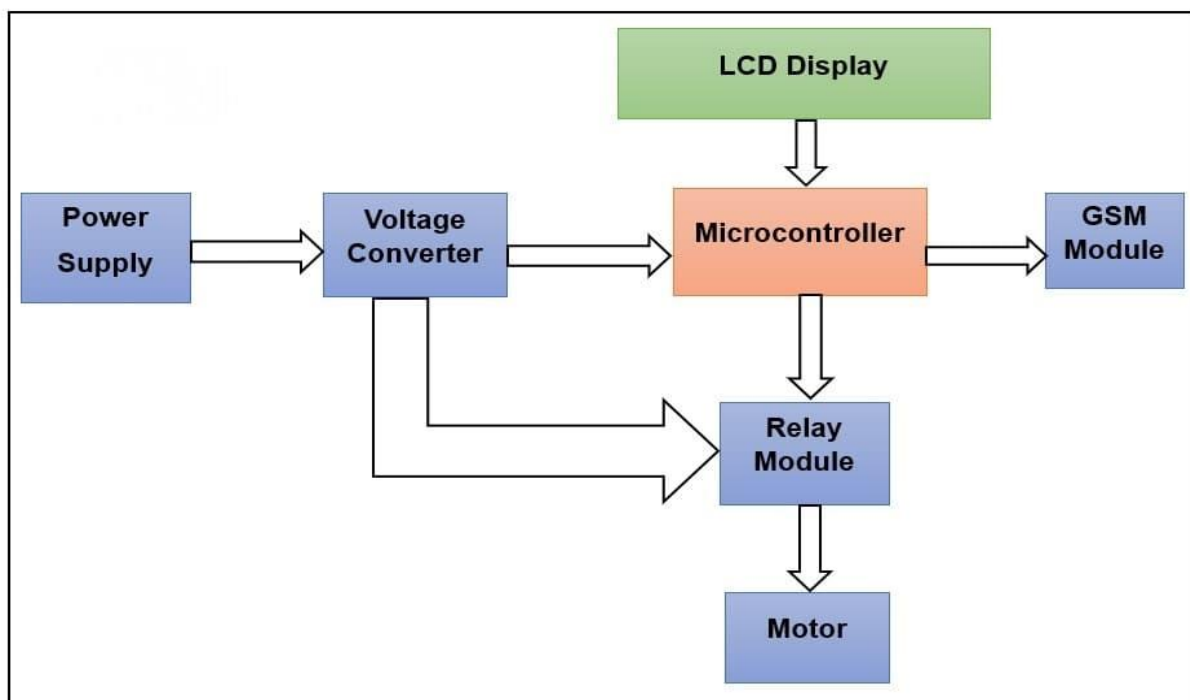 LCD Display
Power
Supply
Voltage
Converter
Microcontroller
GSM
Module
Relay
Module
Motor